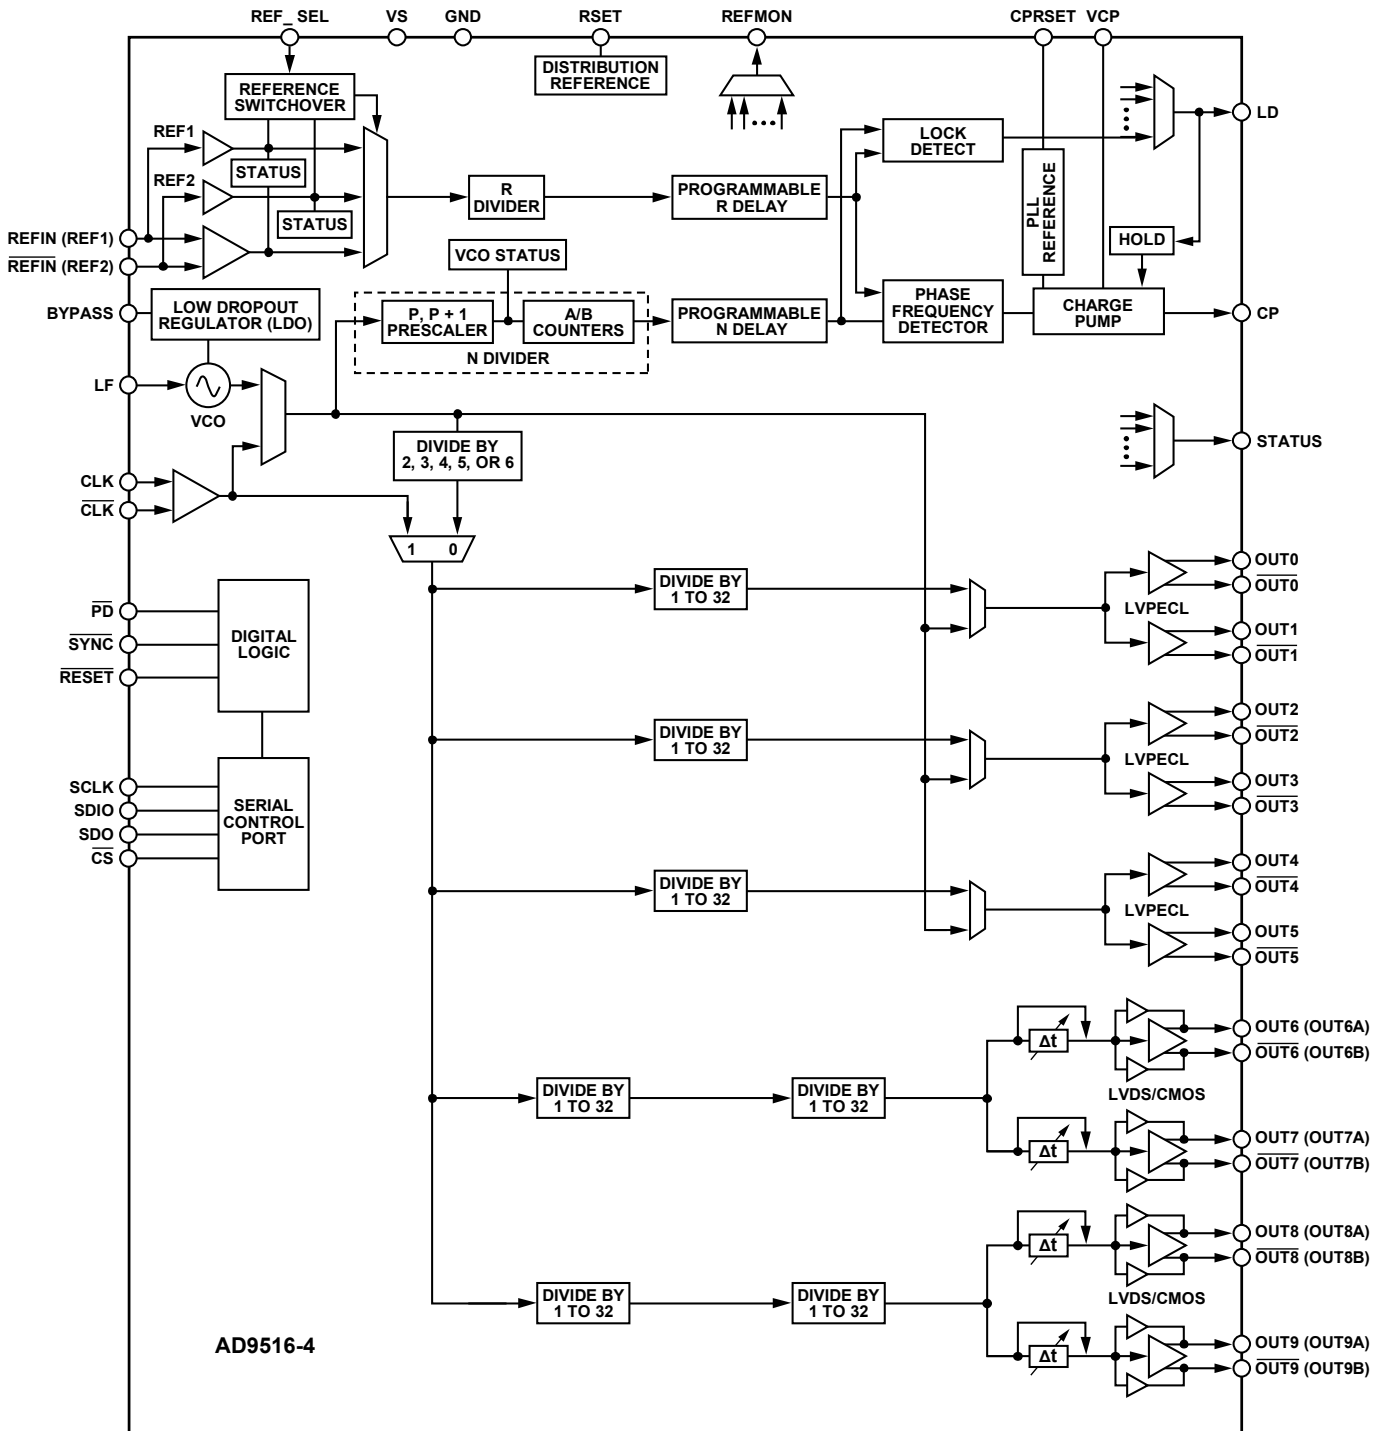 REF_ SEL
VS
GND
RSET
REFMON
CPRSET
VCP
DISTRIBUTION
REFERENCE
REFERENCE
SWITCHOVER
LD
REF1
STATUS
REF2
STATUS
R
DIVIDER
PROGRAMMABLE
R DELAY
LOCK
DETECT
PLL
REFERENCE
HOLD
REFIN (REF1)
REFIN (REF2)
VCO STATUS
BYPASS
LOW DROPOUT
REGULATOR (LDO)
P, P + 1
PRESCALER
A/B
COUNTERS
N DIVIDER
PROGRAMMABLE
N DELAY
PHASE
FREQUENCY
DETECTOR
CHARGE
PUMP
CP
LF
VCO
STATUS
DIVIDE BY
2, 3, 4, 5, OR 6
CLK
CLK
1 0
PD
SYNC
RESET
DIGITAL
LOGIC
DIVIDE BY
1 TO 32
LVPECL
OUT0
OUT0
OUT1
OUT1
DIVIDE BY
1 TO 32
LVPECL
OUT2
OUT2
OUT3
OUT3
SCLK
SDIO
SDO
CS
SERIAL
CONTROL
PORT
DIVIDE BY
1 TO 32
LVPECL
OUT4
OUT4
OUT5
OUT5
DIVIDE BY
1 TO 32
DIVIDE BY
1 TO 32
Δt
OUT6 (OUT6A)
OUT6 (OUT6B)
LVDS/CMOS
Δt
OUT7 (OUT7A)
OUT7 (OUT7B)
DIVIDE BY
1 TO 32
DIVIDE BY
1 TO 32
Δt
OUT8 (OUT8A)
OUT8 (OUT8B)
LVDS/CMOS
Δt
OUT9 (OUT9A)
OUT9 (OUT9B)
AD9516-4